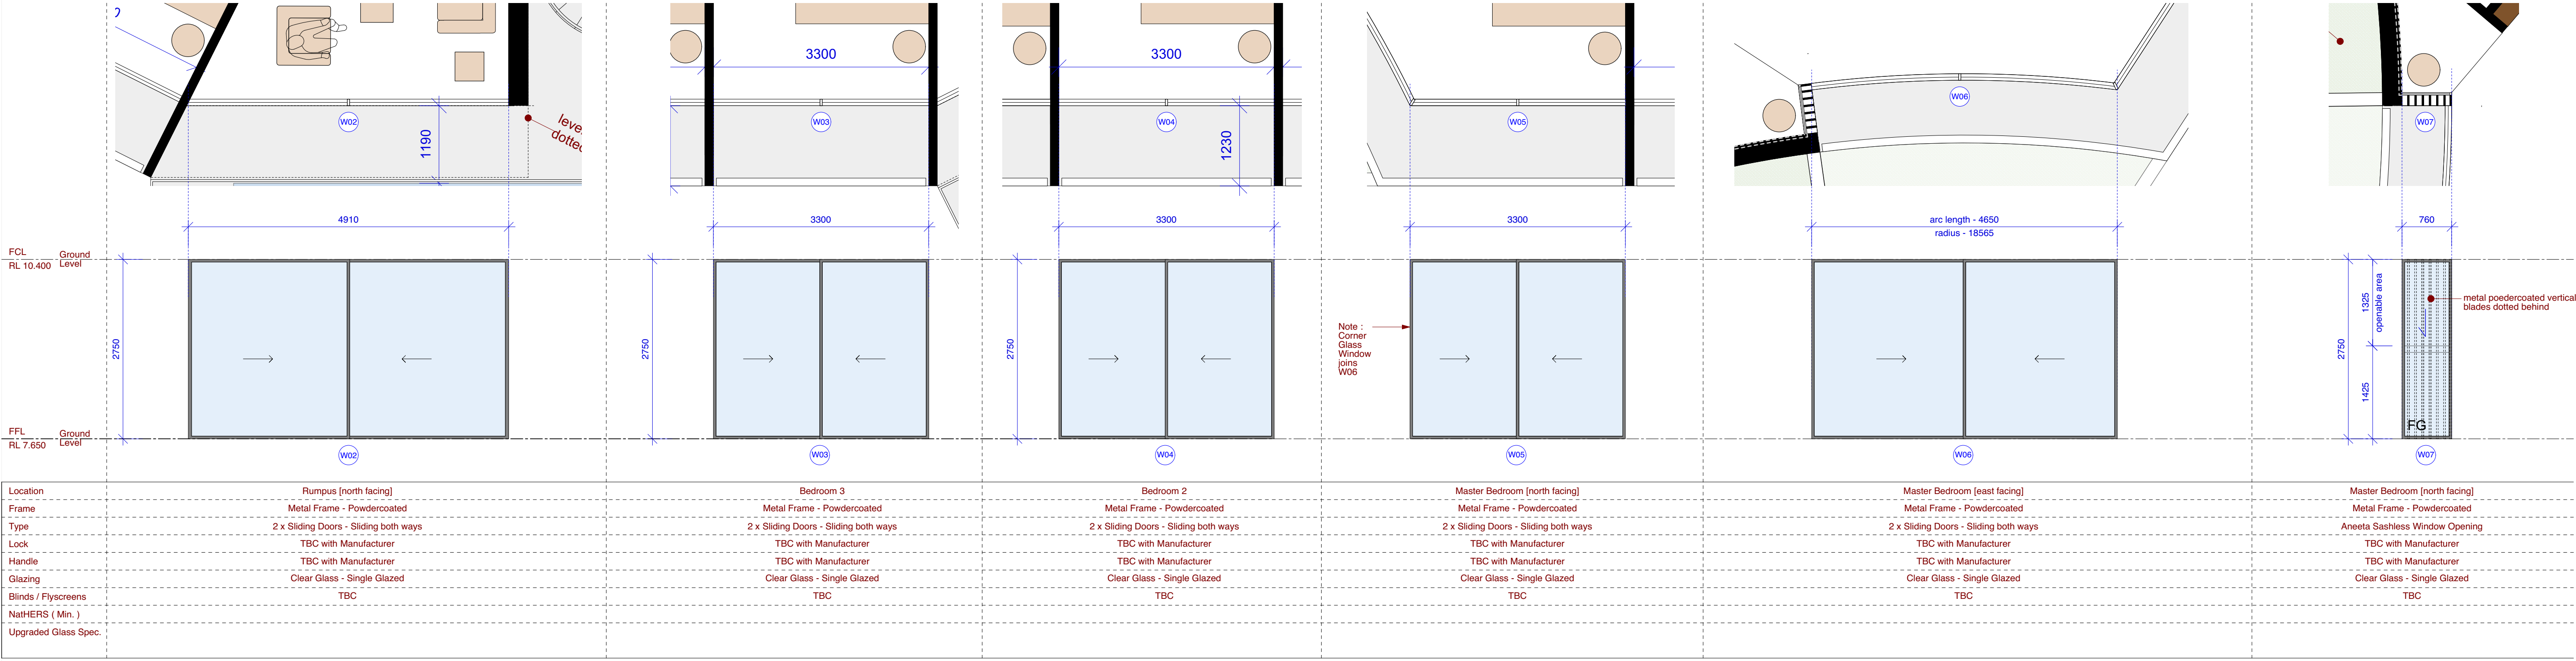 3300
3300
W02
W03
W04
W05
W06
W07
1190
1230
leve
dotted
4910
3300
3300
3300
arc length - 4650
radius - 18565
760
FCL Ground Level
RL 10.400
2750
2750
2750
2750
1325
openable area
1425
metal poedercoated vertical
blades dotted behind
Note :
Corner
Glass
Window
joins
W06
FG
FFL Ground Level
RL 7.650
W02
W03
W04
W05
W06
W07
Location Rumpus [north facing] Bedroom 3 Bedroom 2 Master Bedroom [north facing] Master Bedroom [east facing] Master Bedroom [north facing]
Frame Metal Frame - Powdercoated Metal Frame - Powdercoated Metal Frame - Powdercoated Metal Frame - Powdercoated Metal Frame - Powdercoated Metal Frame - Powdercoated
Type 2 x Sliding Doors - Sliding both ways 2 x Sliding Doors - Sliding both ways 2 x Sliding Doors - Sliding both ways 2 x Sliding Doors - Sliding both ways 2 x Sliding Doors - Sliding both ways Aneeta Sashless Window Opening
Lock TBC with Manufacturer TBC with Manufacturer TBC with Manufacturer TBC with Manufacturer TBC with Manufacturer TBC with Manufacturer
Handle TBC with Manufacturer TBC with Manufacturer TBC with Manufacturer TBC with Manufacturer TBC with Manufacturer TBC with Manufacturer
Glazing Clear Glass - Single Glazed Clear Glass - Single Glazed Clear Glass - Single Glazed Clear Glass - Single Glazed Clear Glass - Single Glazed Clear Glass - Single Glazed
Blinds / Flyscreens TBC TBC TBC TBC TBC TBC
NatHERS ( Min. )
Upgraded Glass Spec.